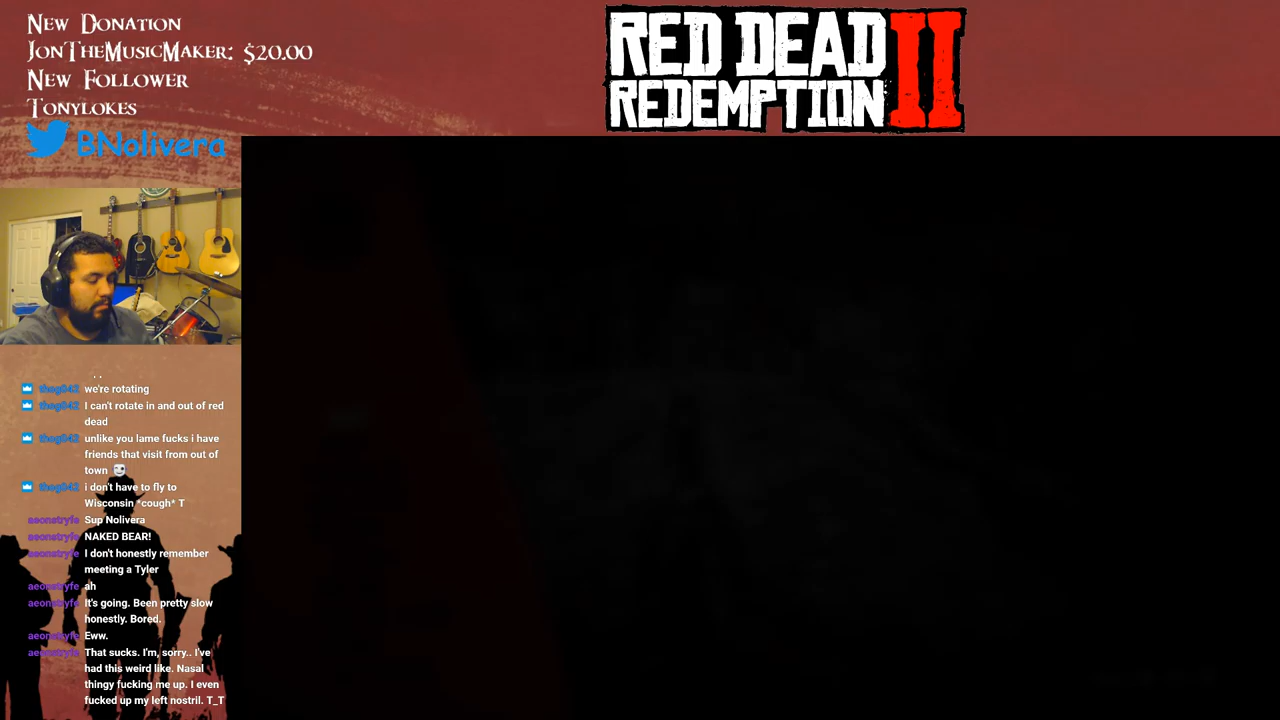 New Donation
JonTheMusicMaker: $20.00
New Follower
Tonylokes
BNolivera
RED DEAD
REDEMPTION II
thog842 we're rotating
thog842 I can't rotate in and out of red
dead
thog842 unlike you lame fucks i have
friends that visit from out of
town
thog842 i don't have to fly to
Wisconsin *cough* T
aeonstryfe Sup Nolivera
aeonstryfe NAKED BEAR!
aeonstryfe I don't honestly remember
meeting a Tyler
aeonstryfe ah
aeonstryfe It's going. Been pretty slow
honestly. Bored.
aeonstryfe Eww.
aeonstryfe That sucks. I'm, sorry.. I've
had this weird like. Nasal
thingy fucking me up. I even
fucked up my left nostril. T_T